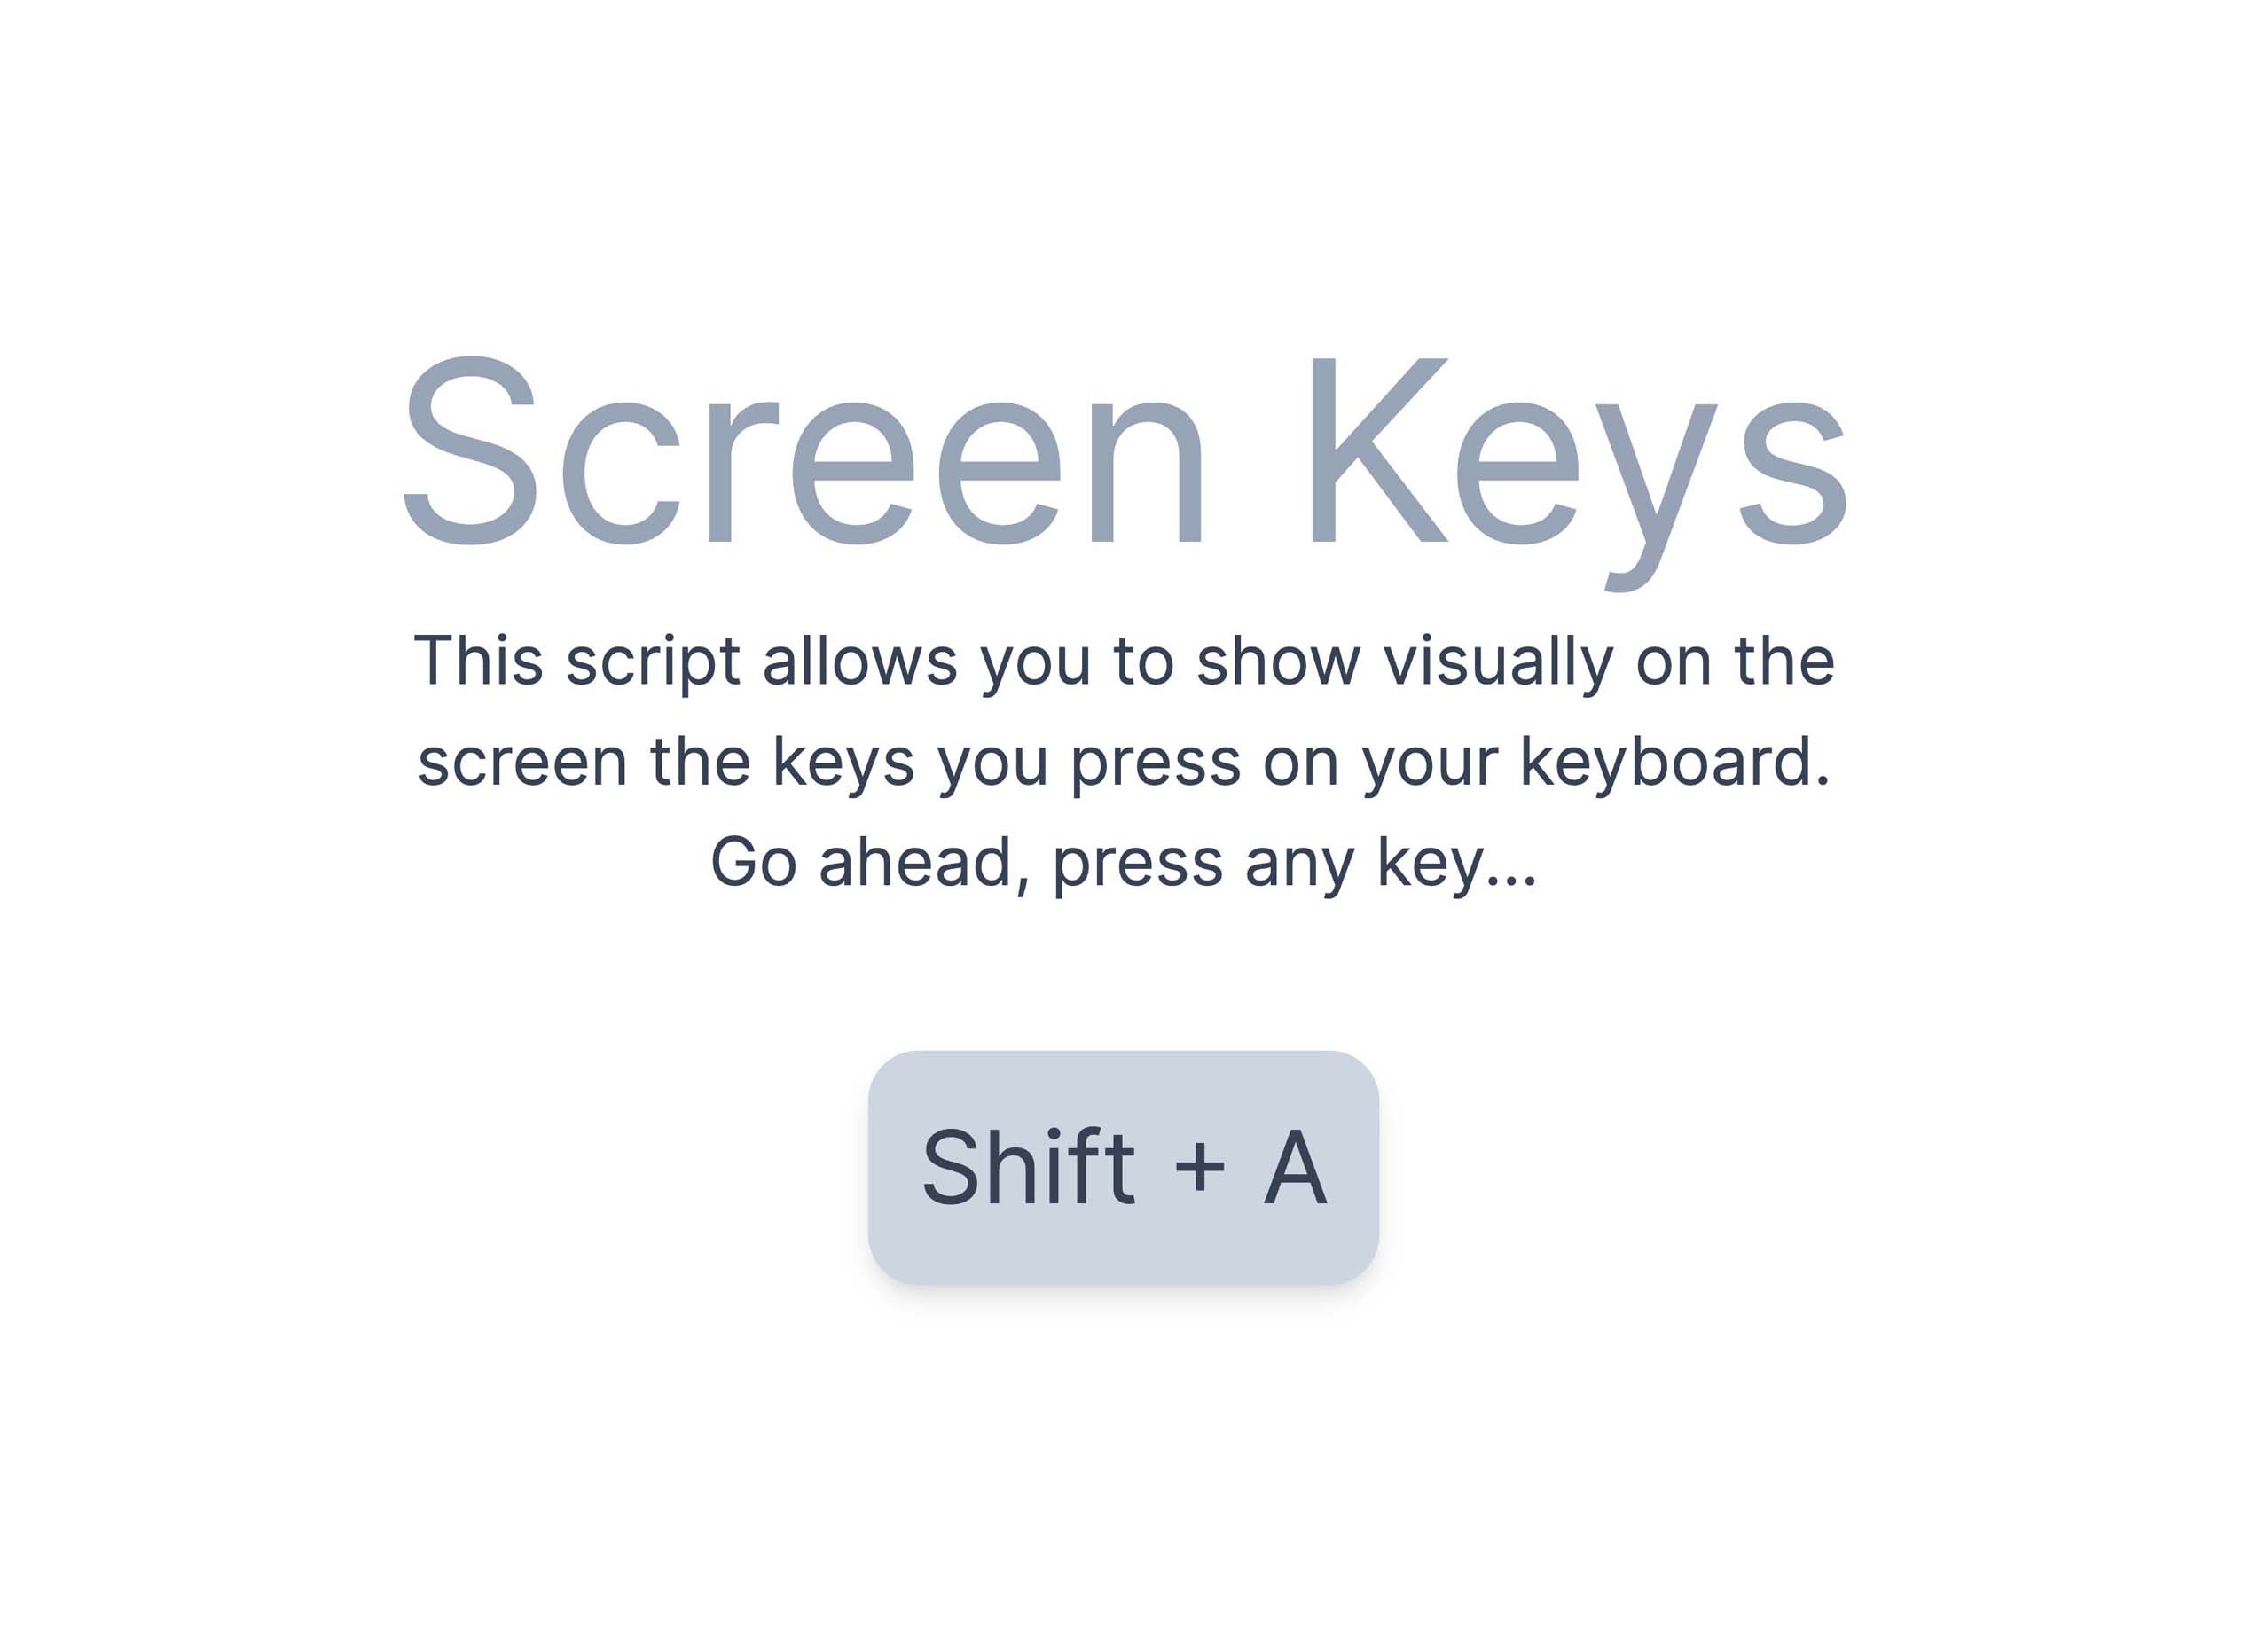 Screen Keys
This script allows you to show visually on the
screen the keys you press on your keyboard.
Go ahead, press any key...
Shift + A